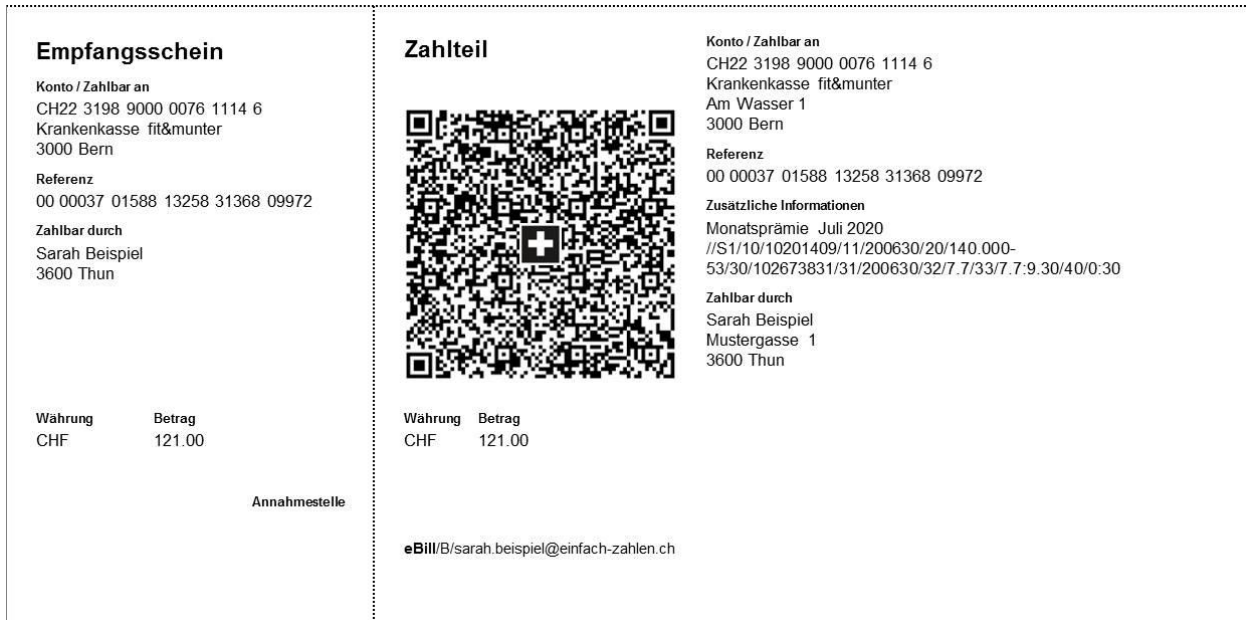 Empfangsschein
Konto / Zahlbar an
CH22 3198 9000 0076 1114 6
Krankenkasse fit&munter
3000 Bern
Referenz
00 00037 01588 13258 31368 09972
Zahlbar durch
Sarah Beispiel
3600 Thun
Währung Betrag
CHF 121.00
Annahmestelle
Zahlteil
Währung Betrag
CHF 121.00
eBill/B/sarah.beispiel@einfach-zahlen.ch
Konto / Zahlbar an
CH22 3198 9000 0076 1114 6
Krankenkasse fit&munter
Am Wasser 1
3000 Bern
Referenz
00 00037 01588 13258 31368 09972
Zusätzliche Informationen
Monatsprämie Juli 2020
//S1/10/10201409/11/200630/20/140.000-
53/30/102673831/31/200630/32/7.7/33/7.7:9.30/40/0:30
Zahlbar durch
Sarah Beispiel
Mustergasse 1
3600 Thun